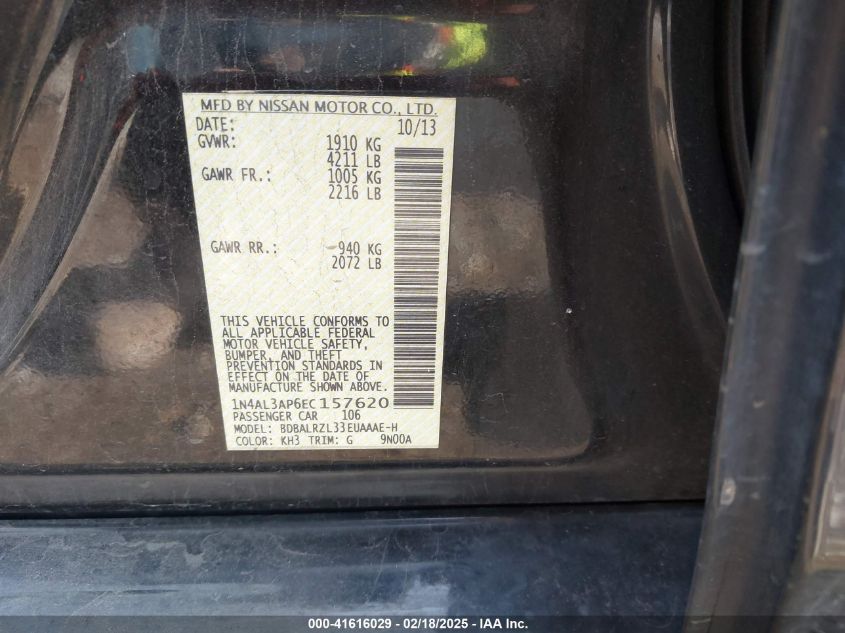 MFD BY NISSAN MOTOR CO., LTD.
DATE: 10/13
GVWR: 1910 KG
4211 LB
GAWR FR.: 1005 KG
2216 LB
GAWR RR.: 940 KG
2072 LB
THIS VEHICLE CONFORMS TO
ALL APPLICABLE FEDERAL
MOTOR VEHICLE SAFETY,
BUMPER, AND THEFT
PREVENTION STANDARDS IN
EFFECT ON THE DATE OF
MANUFACTURE SHOWN ABOVE.
1N4AL3AP6EC157620
PASSENGER CAR 106
MODEL: BDBALRZL33EUAAAE-H
COLOR: KH3 TRIM: G 9N00A
000-41616029 - 02/18/2025 - IAA Inc.